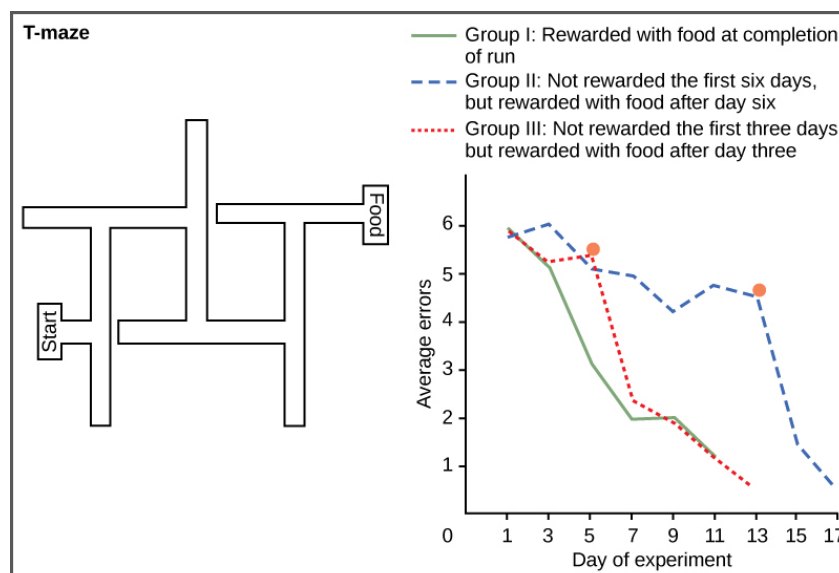 T-maze
Start
Food
Group I: Rewarded with food at completion
of run
Group II: Not rewarded the first six days,
but rewarded with food after day six
Group III: Not rewarded the first three days
but rewarded with food after day three
Average errors
6
5
4
3
2
1
0
1 3 5 7 9 11 13 15 17
Day of experiment